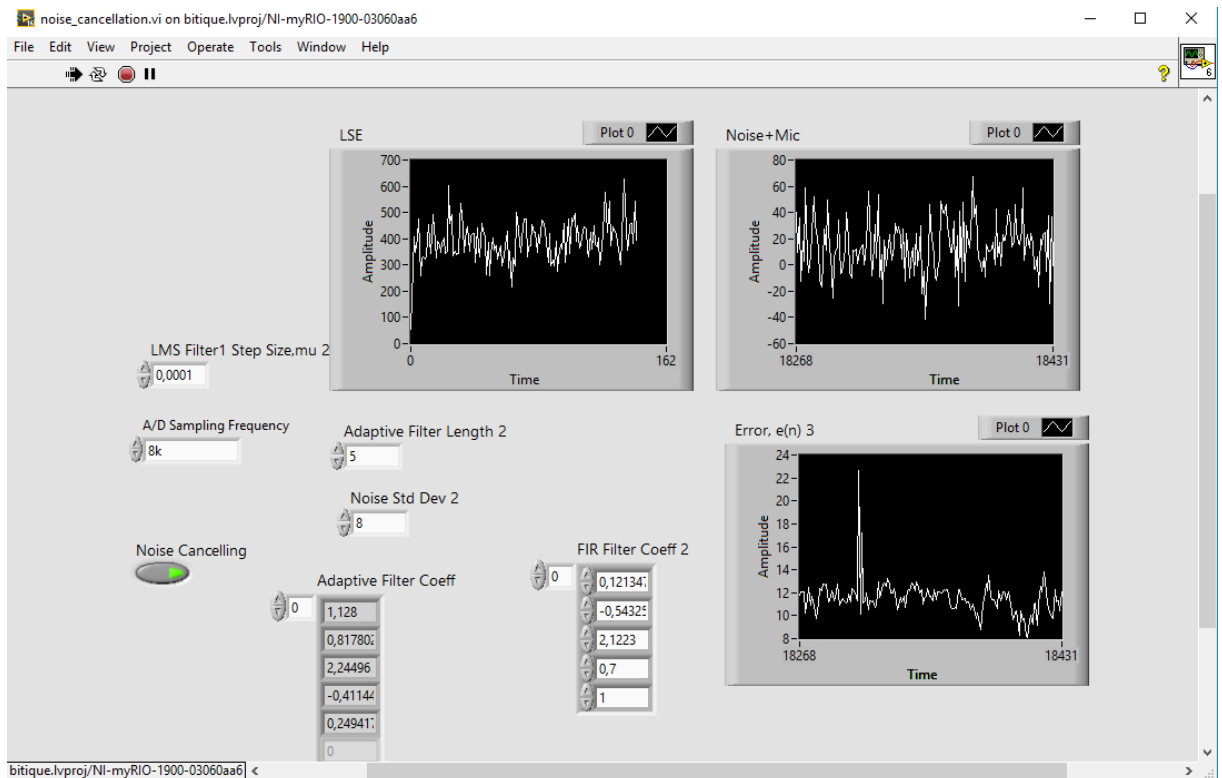 noise_cancellation.vi on bitique.lvproj/NI-myRIO-1900-03060aa6
File Edit View Project Operate Tools Window Help
6
LSE
Plot 0
700
600
500
400
300
200
100
0
Amplitude
0
162
Time
Noise+Mic
Plot 0
80
60
40
20
0
-20
-40
-60
Amplitude
18268
18431
Time
LMS Filter1 Step Size,mu 2
0,0001
A/D Sampling Frequency
8k
Adaptive Filter Length 2
5
Noise Std Dev 2
8
Noise Cancelling
Adaptive Filter Coeff
0
1,128
0,817802
2,24496
-0,41144
0,249417
0
FIR Filter Coeff 2
0
0,121347
-0,54325
2,1223
0,7
1
Error, e(n) 3
Plot 0
24
22
20
18
16
14
12
10
8
Amplitude
18268
18431
Time
bitique.lvproj/NI-myRIO-1900-03060aa6